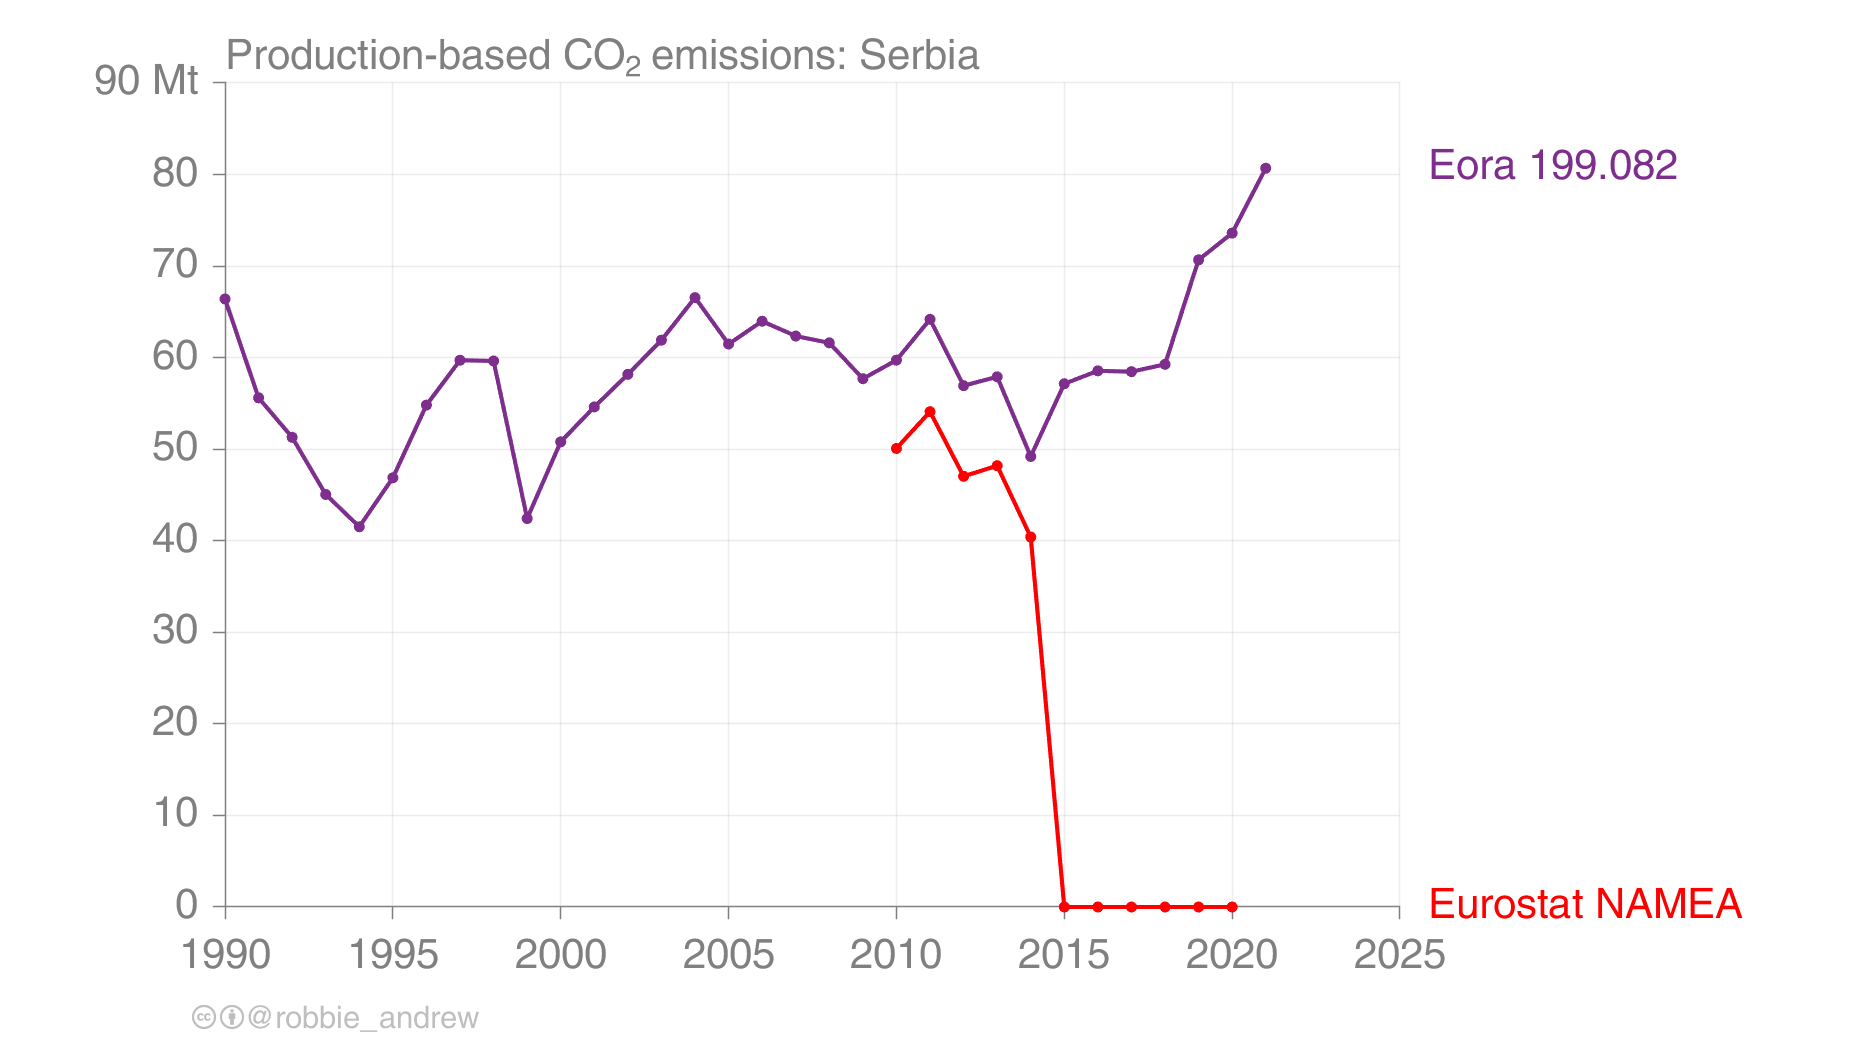 Production-based CO₂ emissions: Serbia
90 Mt
80
70
60
50
40
30
20
10
0
1990 1995 2000 2005 2010 2015 2020 2025
Eora 199.082
Eurostat NAMEA
cc @robbie_andrew